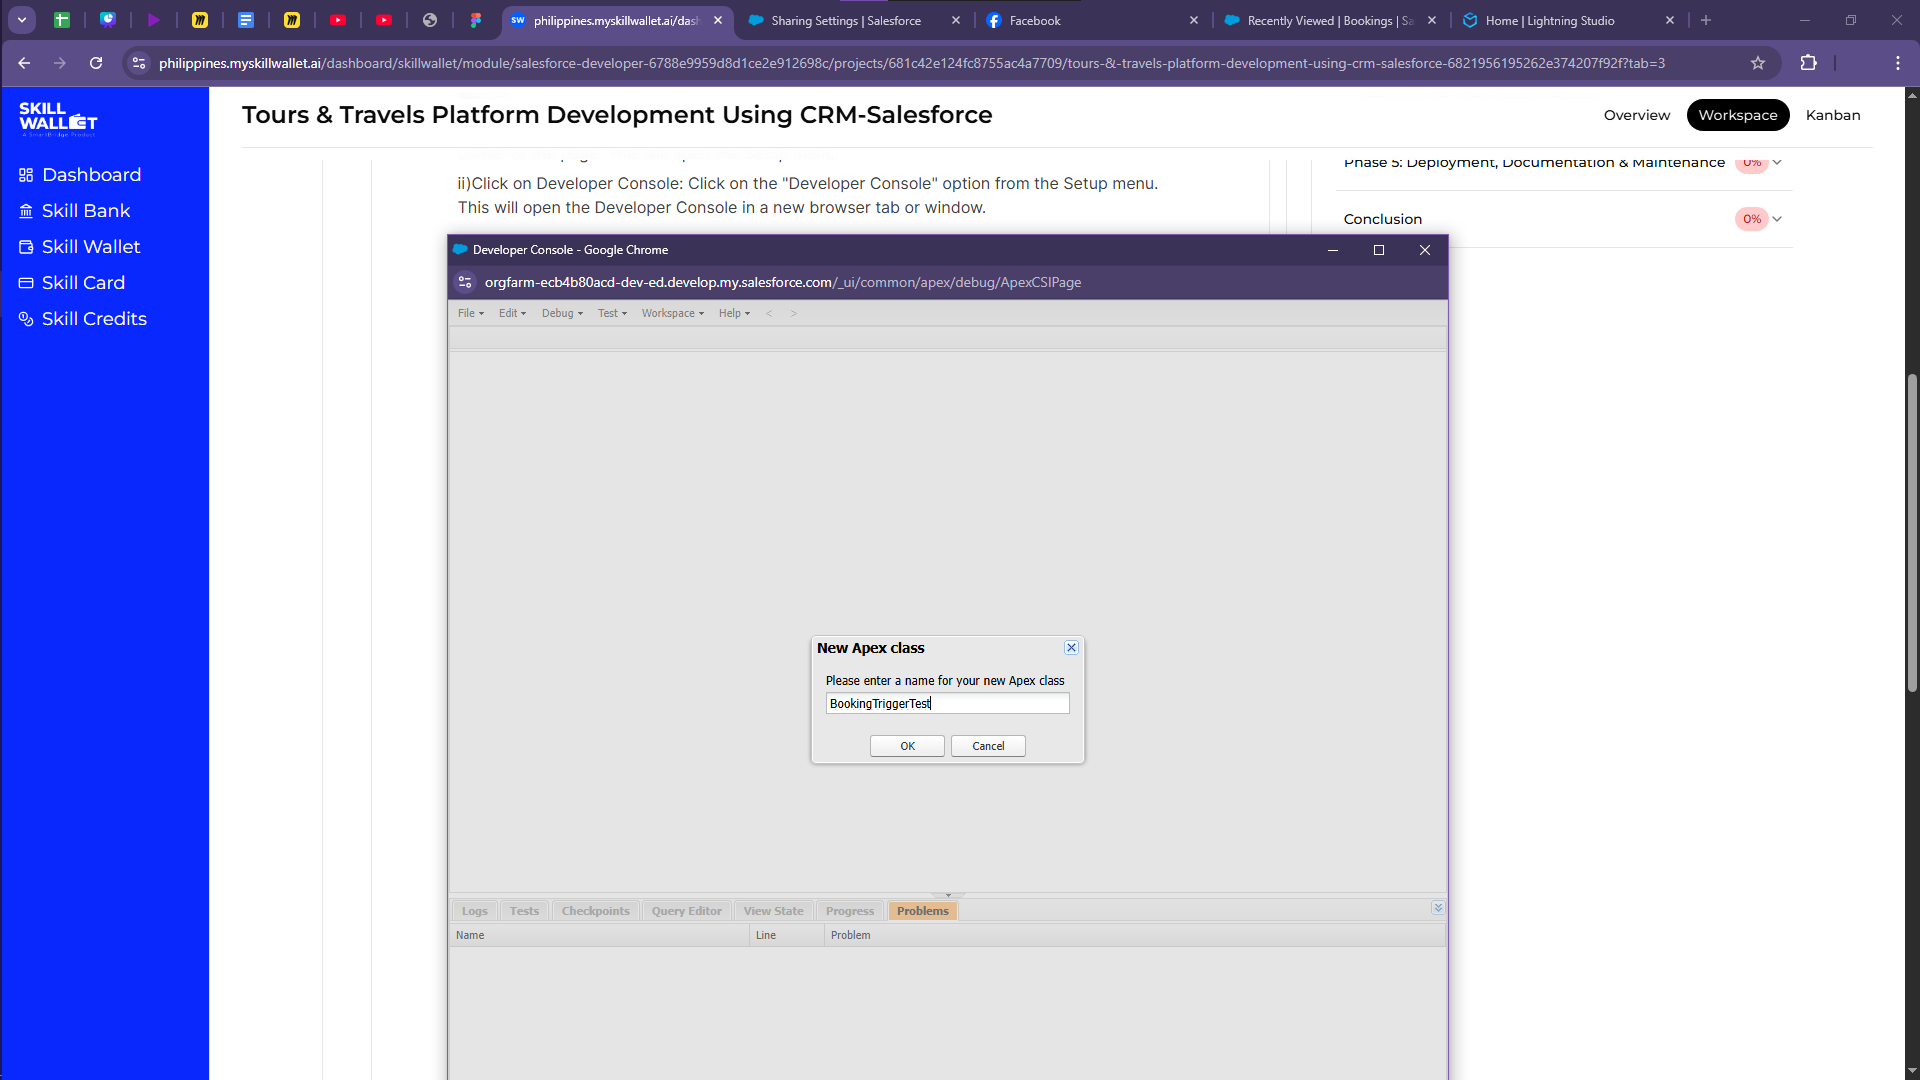 philippines.myskillwallet.ai/dash
Sharing Settings | Salesforce
Facebook
Recently Viewed | Bookings | Sa
Home | Lightning Studio
philippines.myskillwallet.ai/dashboard/skillwallet/module/salesforce-developer-6788e9959d8d1ce2e912698c/projects/681c42e124fc8755ac4a7709/tours-&-travels-platform-development-using-crm-salesforce-6821956195262e374207f92f?tab=3
SKILL
WALLET
A SmartBridge Product
Tours & Travels Platform Development Using CRM-Salesforce
Overview
Workspace
Kanban
Dashboard
Skill Bank
Skill Wallet
Skill Card
Skill Credits
ii)Click on Developer Console: Click on the "Developer Console" option from the Setup menu.
This will open the Developer Console in a new browser tab or window.
Phase 5: Deployment, Documentation & Maintenance
0%
Conclusion
0%
Developer Console - Google Chrome
orgfarm-ecb4b80acd-dev-ed.develop.my.salesforce.com/_ui/common/apex/debug/ApexCSIPage
File
Edit
Debug
Test
Workspace
Help
<
>
New Apex class
Please enter a name for your new Apex class
BookingTriggerTest
OK
Cancel
Logs
Tests
Checkpoints
Query Editor
View State
Progress
Problems
Name
Line
Problem